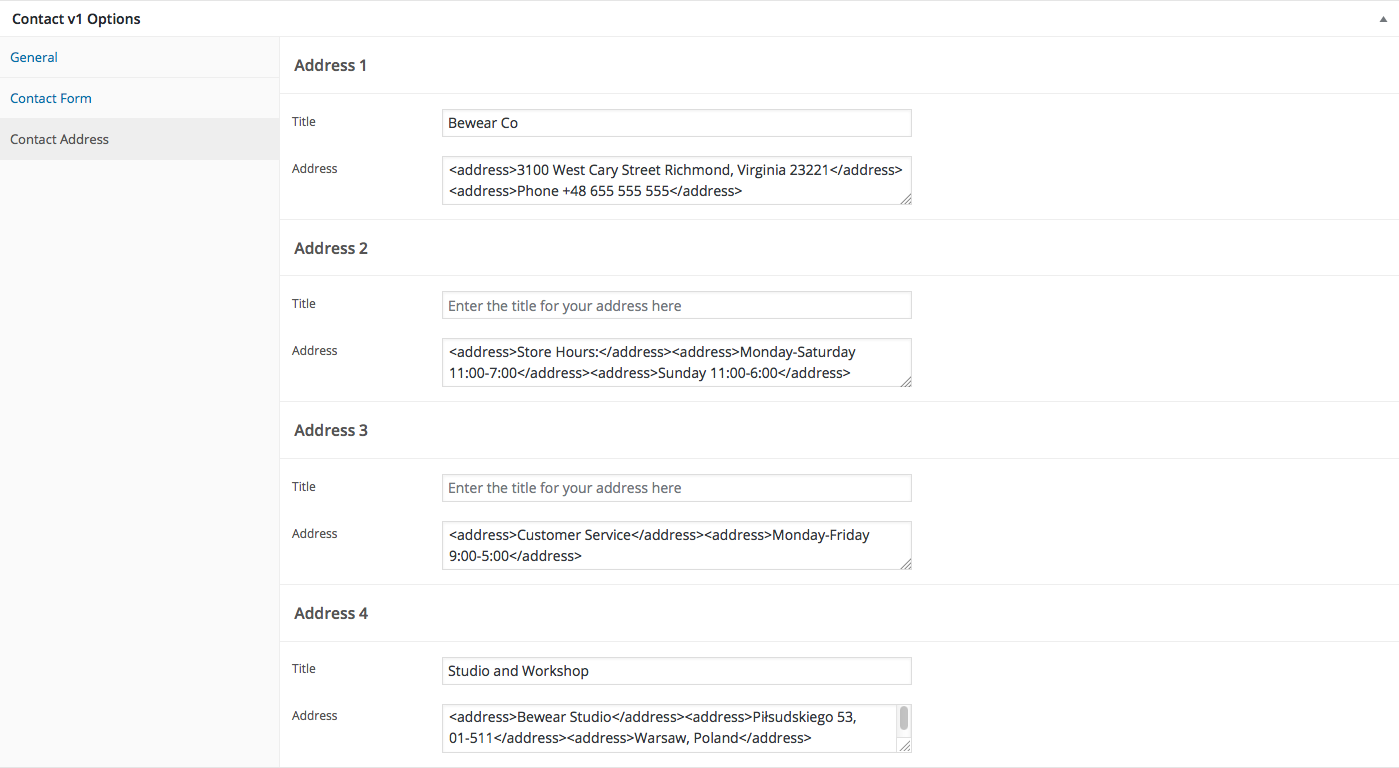 Contact v1 Options
General
Contact Form
Contact Address
Address 1
Title
Bewear Co
Address
<address>3100 West Cary Street Richmond, Virginia 23221</address>
<address>Phone +48 655 555 555</address>
Address 2
Title
Enter the title for your address here
Address
<address>Store Hours:</address><address>Monday-Saturday
11:00-7:00</address><address>Sunday 11:00-6:00</address>
Address 3
Title
Enter the title for your address here
Address
<address>Customer Service</address><address>Monday-Friday
9:00-5:00</address>
Address 4
Title
Studio and Workshop
Address
<address>Bewear Studio</address><address>Piłsudskiego 53,
01-511</address><address>Warsaw, Poland</address>